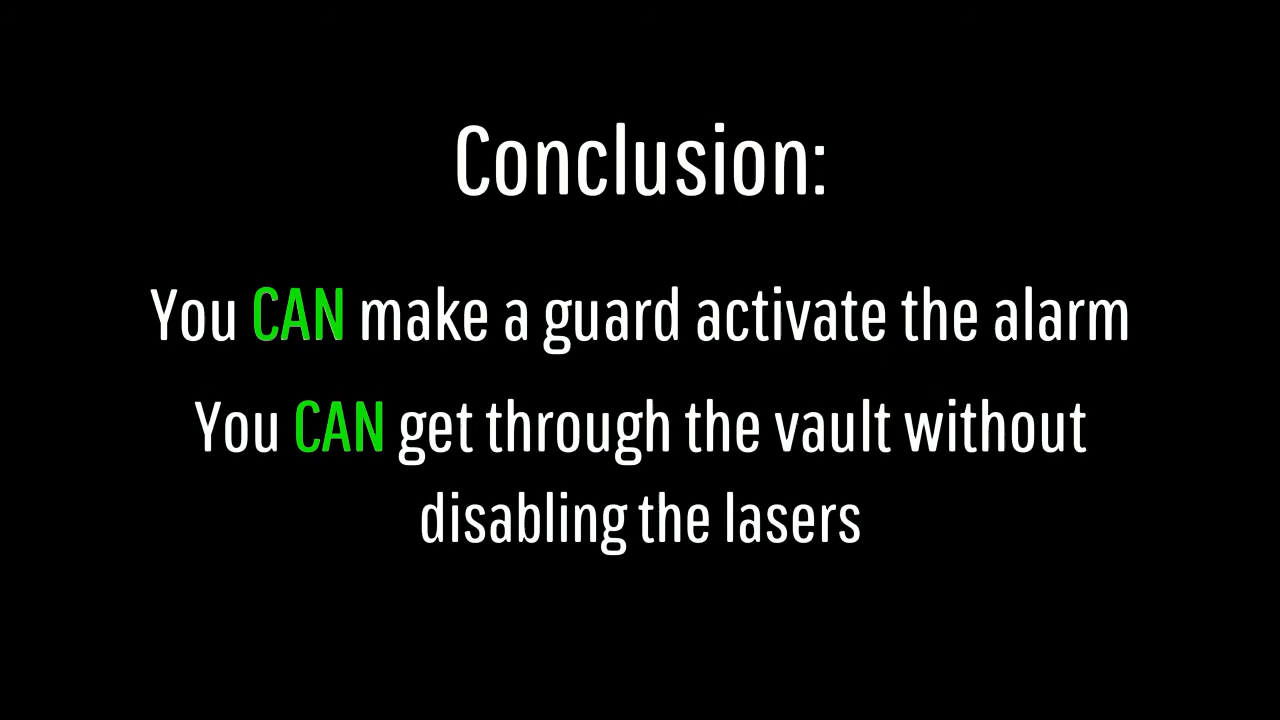 Conclusion:
You CAN make a guard activate the alarm
You CAN get through the vault without
disabling the lasers